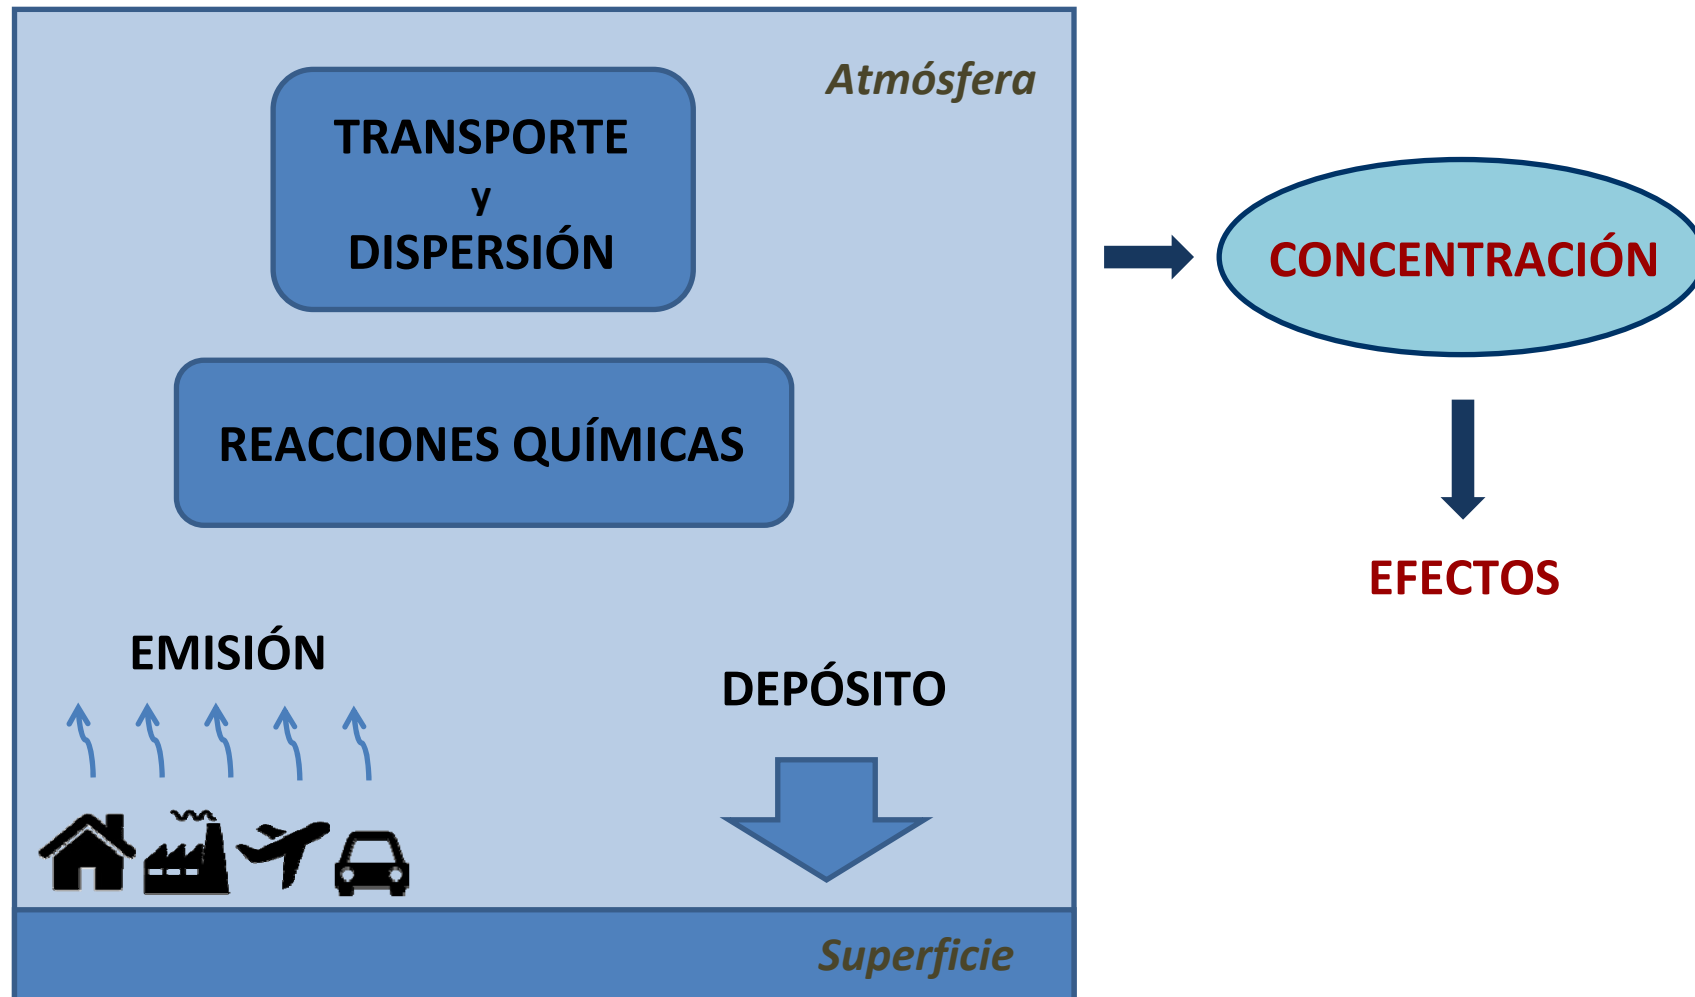 Atmósfera
TRANSPORTE
y
DISPERSIÓN
CONCENTRACIÓN
REACCIONES QUÍMICAS
EFECTOS
EMISIÓN
DEPÓSITO
Superficie